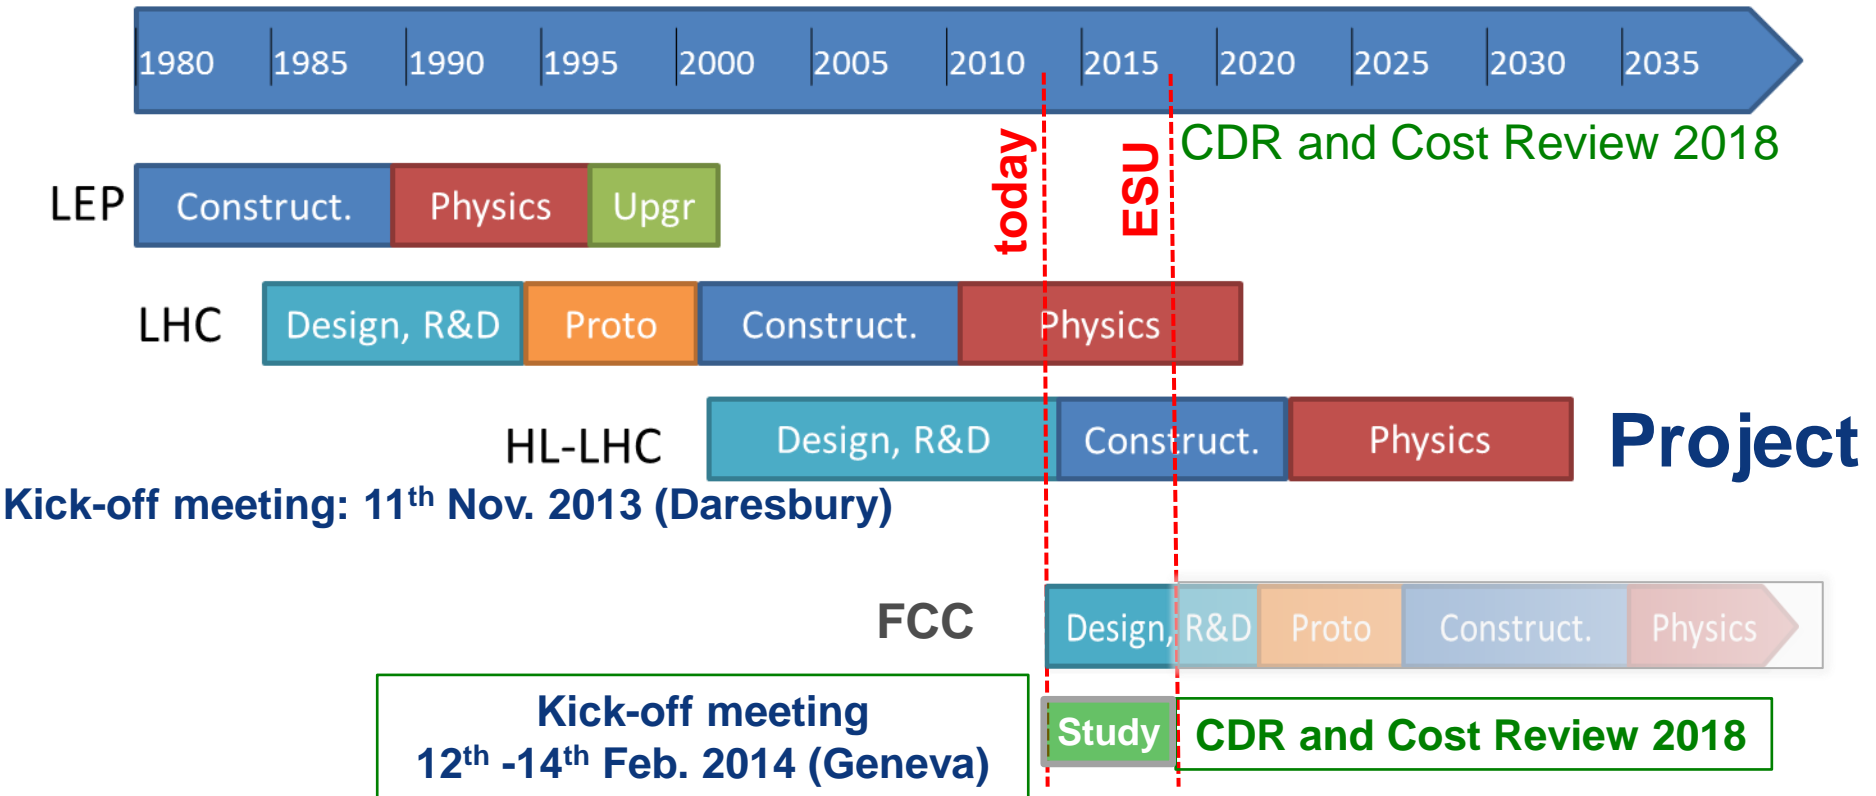 1980 1985 1990 1995 2000 2005 2010 2015 2020 2025 2030 2035
CDR and Cost Review 2018
today
ESU
LEP Construct. Physics Upgr
LHC Design, R&D Proto Construct. Physics
HL-LHC Design, R&D Construct. Physics Project
Kick-off meeting: 11th Nov. 2013 (Daresbury)
FCC Design, R&D Proto Construct. Physics
Kick-off meeting
12th -14th Feb. 2014 (Geneva)
Study CDR and Cost Review 2018